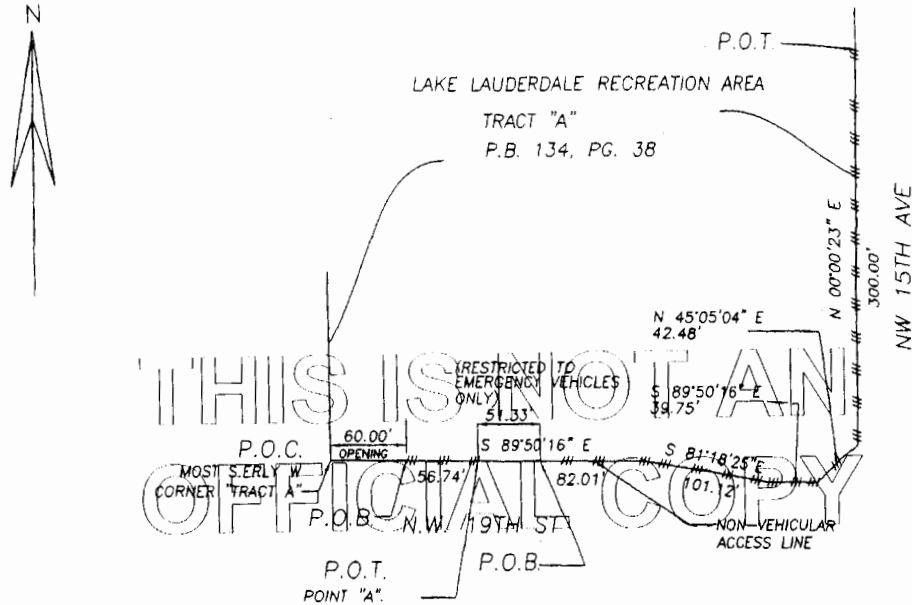 N
P.O.T.
LAKE LAUDERDALE RECREATION AREA
TRACT "A"
P.B. 134, PG. 38
N 00°00'23" E
300.00'
NW 15TH AVE
N 45°05'04" E
42.48'
THIS IS NOT AN
(RESTRICTED TO
EMERGENCY VEHICLES
ONLY)
51.33'
S 89°50'16" E
39.75'
60.00'
OPENING
P.O.C.
MOST S.ERLY W
CORNER "TRACT A"
S 89°50'16" E
S 81°18'25" E
56.74'
82.01'
101.12'
OFFICIAL COPY
P.O.B.
N.W. 19TH ST
NON-VEHICULAR
ACCESS LINE
P.O.T.
POINT "A".
P.O.B.